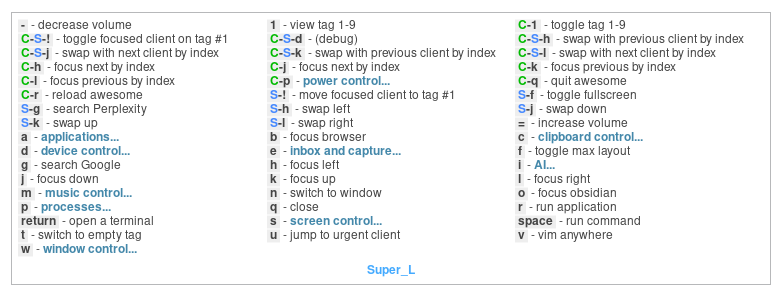 - - decrease volume
C-S-! - toggle focused client on tag #1
C-S-j - swap with next client by index
C-h - focus next by index
C-l - focus previous by index
C-r - reload awesome
S-g - search Perplexity
S-k - swap up
a - applications...
d - device control...
g - search Google
j - focus down
m - music control...
p - processes...
return - open a terminal
t - switch to empty tag
w - window control...
1 - view tag 1-9
C-S-d - (debug)
C-S-k - swap with previous client by index
C-j - focus next by index
C-p - power control...
S-! - move focused client to tag #1
S-h - swap left
S-l - swap right
b - focus browser
e - inbox and capture...
h - focus left
k - focus up
n - switch to window
q - close
s - screen control...
u - jump to urgent client
C-1 - toggle tag 1-9
C-S-h - swap with previous client by index
C-S-l - swap with next client by index
C-k - focus previous by index
C-q - quit awesome
S-f - toggle fullscreen
S-j - swap down
= - increase volume
c - clipboard control...
f - toggle max layout
i - AI...
l - focus right
o - focus obsidian
r - run application
space - run command
v - vim anywhere
Super_L